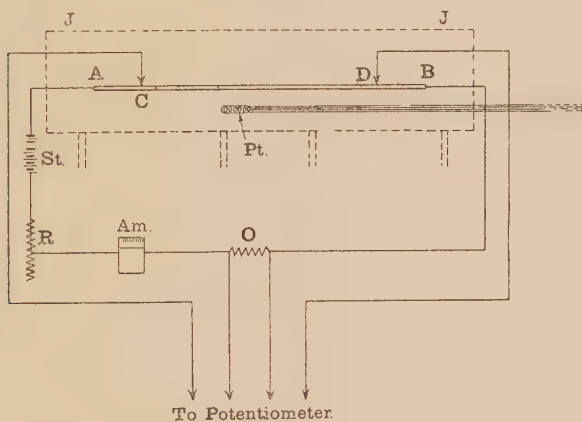 J J
A C D B
Pt.
St.
R Am. O
To Potentiometer.